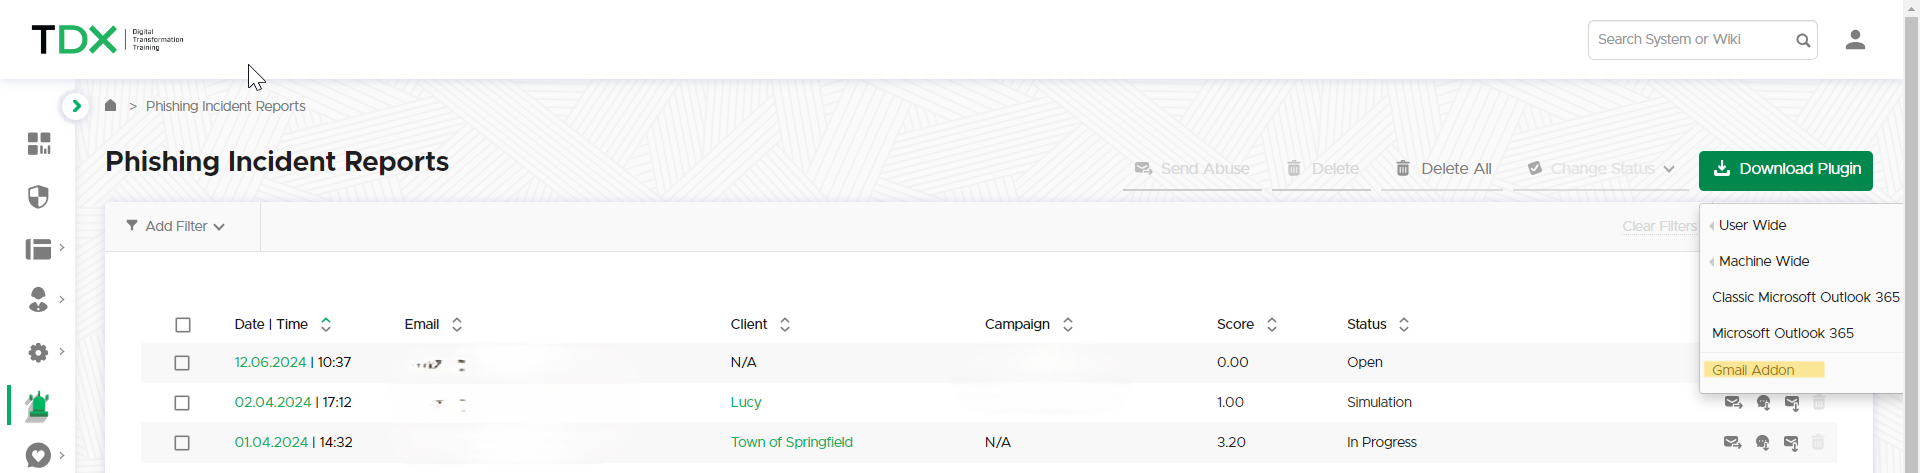 TDX Digital
Transformation
Training
Search System or Wiki
> Phishing Incident Reports
Phishing Incident Reports
Send Abuse Delete Delete All Change Status Download Plugin
Add Filter Clear Filters
User Wide
Machine Wide
Classic Microsoft Outlook 365
Microsoft Outlook 365
Gmail Addon
Date | Time Email Client Campaign Score Status
12.06.2024 | 10:37 N/A 0.00 Open
02.04.2024 | 17:12 Lucy 1.00 Simulation
01.04.2024 | 14:32 Town of Springfield N/A 3.20 In Progress